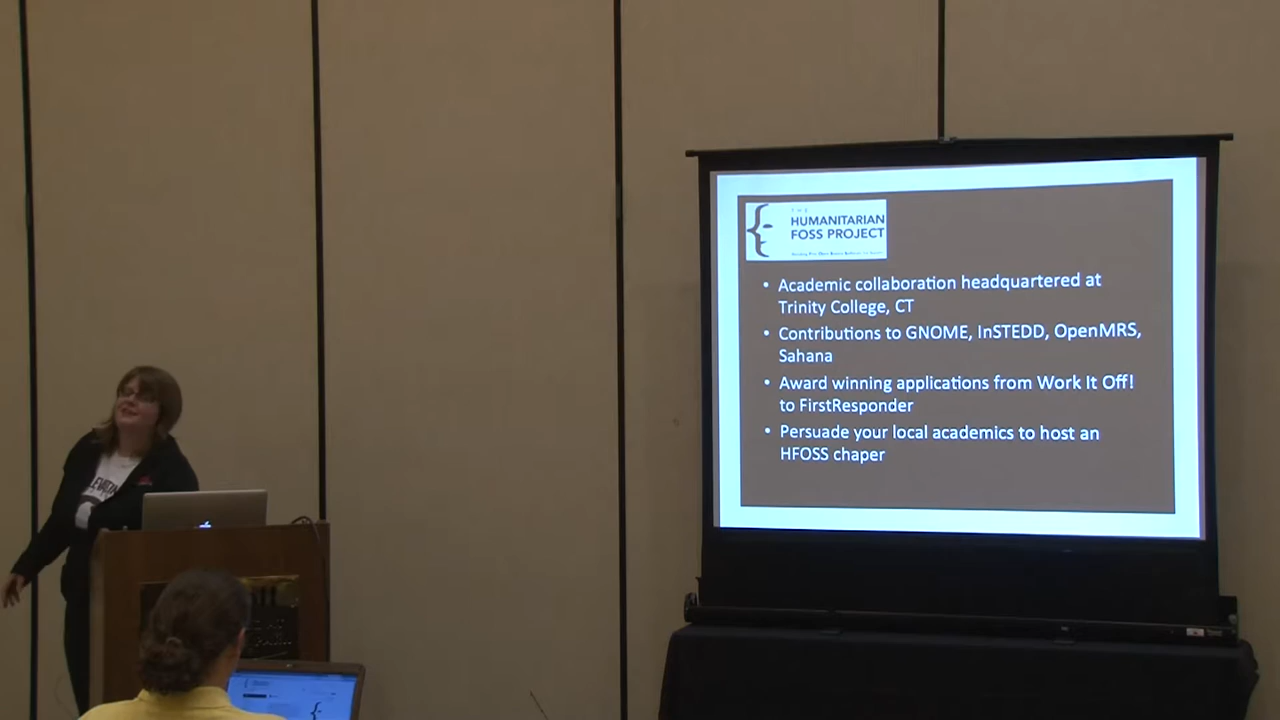 THE
HUMANITARIAN
FOSS PROJECT
• Academic collaboration headquartered at
Trinity College, CT
• Contributions to GNOME, InSTEDD, OpenMRS,
Sahana
• Award winning applications from Work It Off!
to FirstResponder
• Persuade your local academics to host an
HFOSS chaper